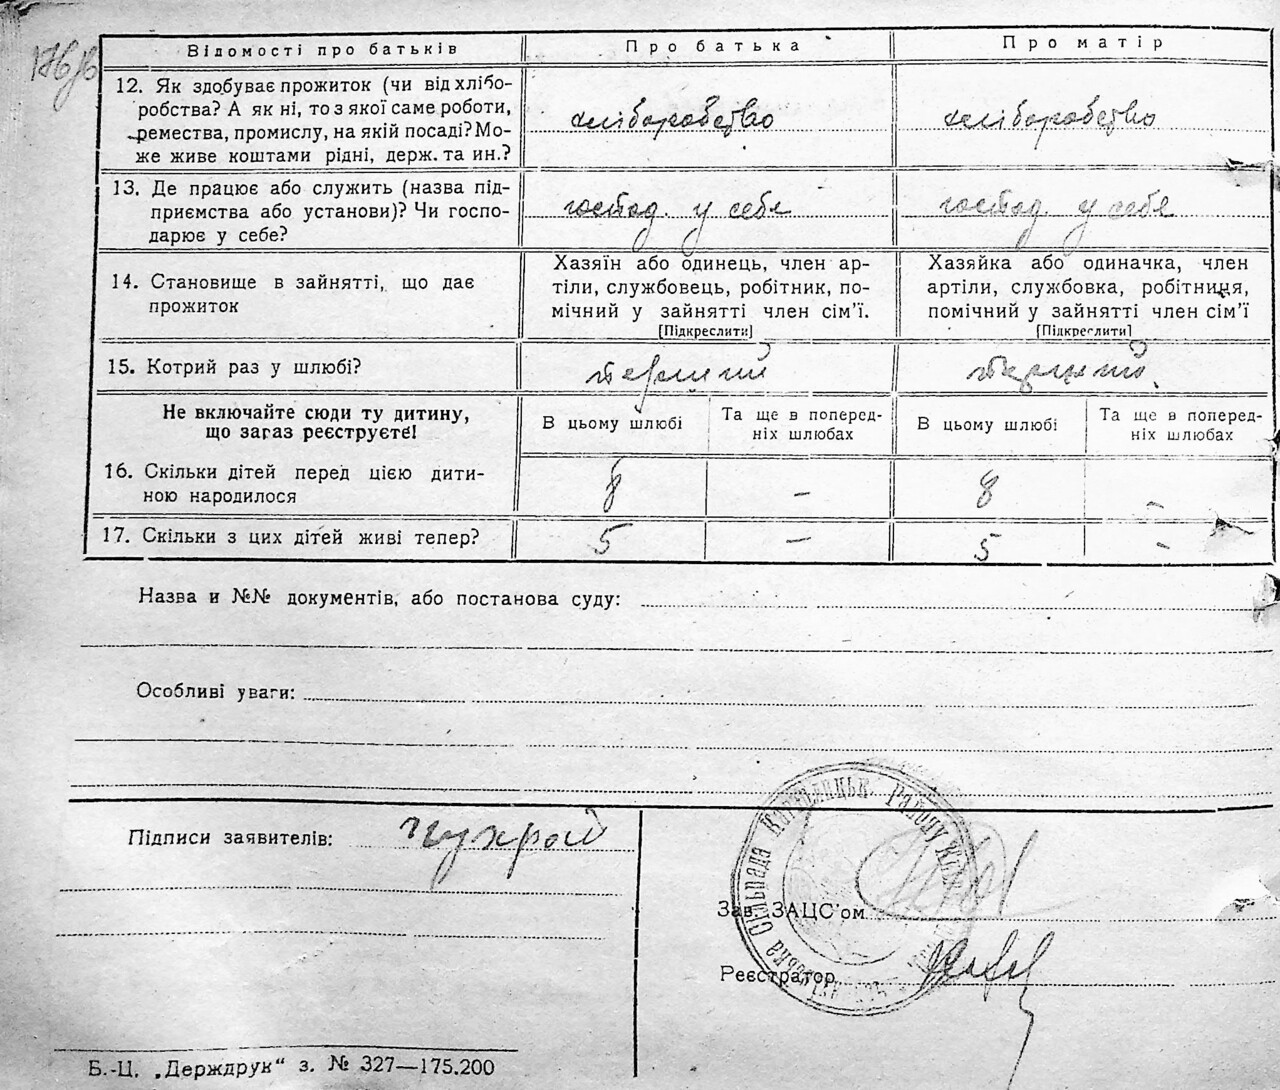 176/в
Відомості про батьків
Про батька
Про матір
12. Як здобуває прожиток (чи від хлібо-
робства? А як ні, то з якої саме роботи,
ремества, промислу, на якій посаді? Мо-
же живе коштами рідні, держ. та ин.?
хліборобство
хліборобство
13. Де працює або служить (назва під-
приємства або установи)? Чи госпо-
дарює у себе?
господ. у себе
господ. у себе
14. Становище в зайнятті, що дає
прожиток
Хазяїн або одинець, член ар-
тіли, службовець, робітник, по-
мічний у зайнятті член сім'ї.
[Підкреслити]
Хазяйка або одиначка, член
артіли, службовка, робітниця,
помічний у зайнятті член сім'ї
[Підкреслити]
15. Котрий раз у шлюбі?
перший
перший
Не включайте сюди ту дитину,
що зараз реєструєте!
В цьому шлюбі
Та ще в поперед-
ніх шлюбах
В цьому шлюбі
Та ще в поперед-
ніх шлюбах
16. Скільки дітей перед цією дити-
ною народилося
8
–
8
–
17. Скільки з цих дітей живі тепер?
5
–
5
–
Назва и №№ документів, або постанова суду:
Особливі уваги:
Підписи заявителів: Чухрай
Сільрада Кагарлицьк. Району
Зав. ЗАЦС'ом
Реєстратор
Б.-Ц. „Держдрук“ з. № 327—175.200